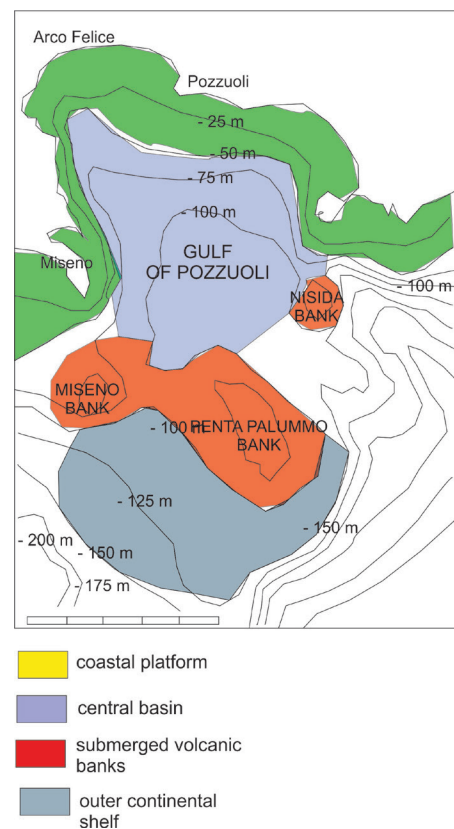 Arco Felice
Pozzuoli
- 25 m
- 50 m
- 75 m
- 100 m
GULF
OF POZZUOLI
Miseno
- 100 m
NISIDA
BANK
MISENO
BANK
- 100 m
PENTA PALUMMO
BANK
- 125 m
- 150 m
- 200 m
- 150 m
- 175 m
coastal platform
central basin
submerged volcanic
banks
outer continental
shelf